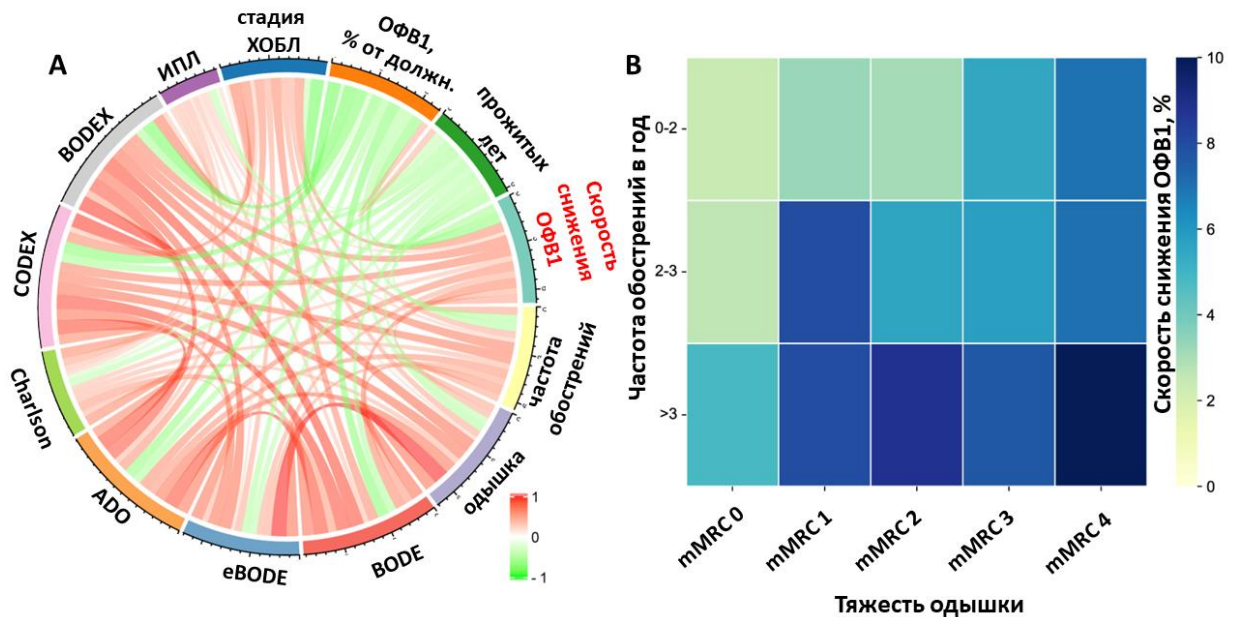 A
стадия
ХОБЛ
ОФВ1,
% от должн.
прожитых
лет
Скорость
снижения
ОФВ1
частота
обострений
одышка
BODE
eBODE
ADO
Charlson
CODEX
BODEX
ИПЛ
1
0
- 1
B
Частота обострений в год
0-2
2-3
>3
mMRC 0
mMRC 1
mMRC 2
mMRC 3
mMRC 4
Тяжесть одышки
Скорость снижения ОФВ1, %
10
8
6
4
2
0